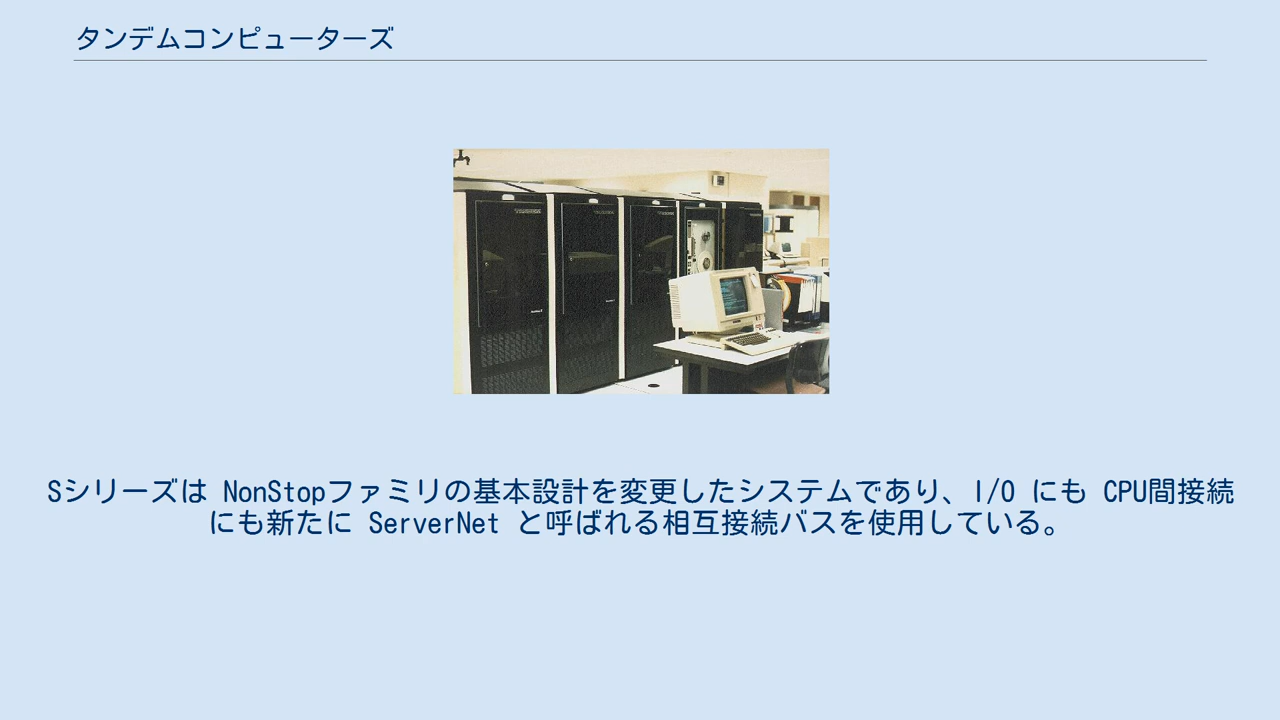 タンデムコンピューターズ
Sシリーズは NonStopファミリの基本設計を変更したシステムであり、I/O にも CPU間接続
にも新たに ServerNet と呼ばれる相互接続バスを使用している。